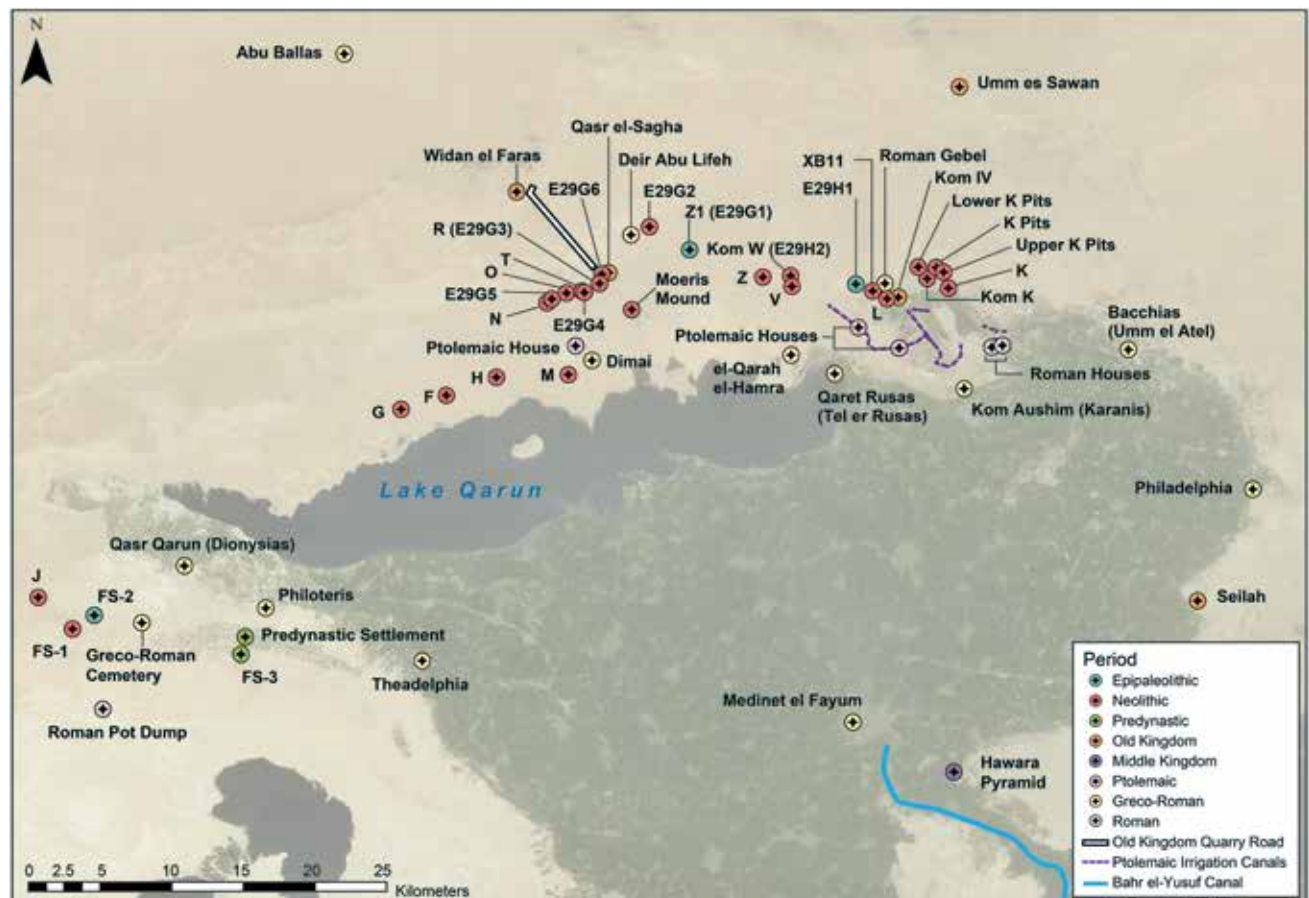 N
Abu Ballas
Umm es Sawan
Qasr el-Sagha
Widan el Faras
Deir Abu Lifeh
XB11
Roman Gebel
E29G6
E29G2
E29H1
Kom IV
Z1 (E29G1)
Lower K Pits
R (E29G3)
K Pits
Kom W (E29H2)
Upper K Pits
T
O
Z
K
E29G5
Moeris
Mound
V
L
Kom K
N
E29G4
Bacchias
(Umm el Atel)
Ptolemaic Houses
Ptolemaic House
Dimai
el-Qarah
el-Hamra
Roman Houses
H
M
Qaret Rusas
(Tel er Rusas)
Kom Aushim (Karanis)
F
G
Lake Qarun
Philadelphia
Qasr Qarun (Dionysias)
J
FS-2
Philoteris
Seilah
Predynastic Settlement
FS-1
Greco-Roman
Cemetery
FS-3
Theadelphia
Medinet el Fayum
Roman Pot Dump
Hawara
Pyramid
Period
Epipaleolithic
Neolithic
Predynastic
Old Kingdom
Middle Kingdom
Ptolemaic
Greco-Roman
Roman
Old Kingdom Quarry Road
Ptolemaic Irrigation Canals
Bahr el-Yusuf Canal
0 2.5 5 10 15 20 25
Kilometers